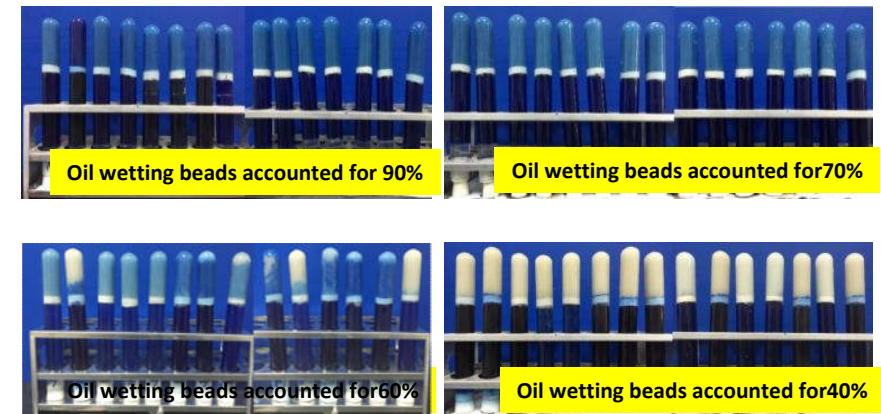 Oil wetting beads accounted for 90%
Oil wetting beads accounted for70%
Oil wetting beads accounted for60%
Oil wetting beads accounted for40%